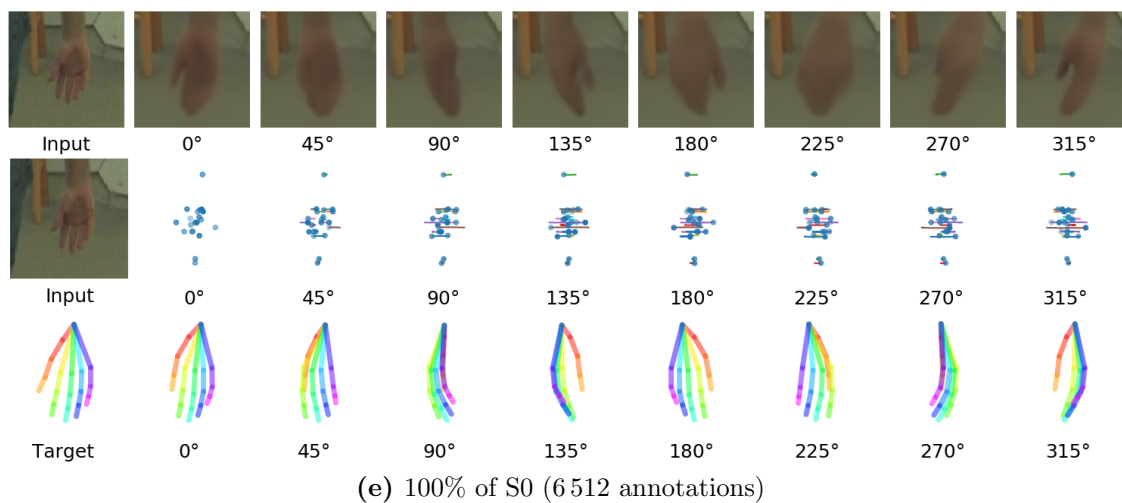 Input 0° 45° 90° 135° 180° 225° 270° 315°
Input 0° 45° 90° 135° 180° 225° 270° 315°
Target 0° 45° 90° 135° 180° 225° 270° 315°
(e) 100% of S0 (6 512 annotations)